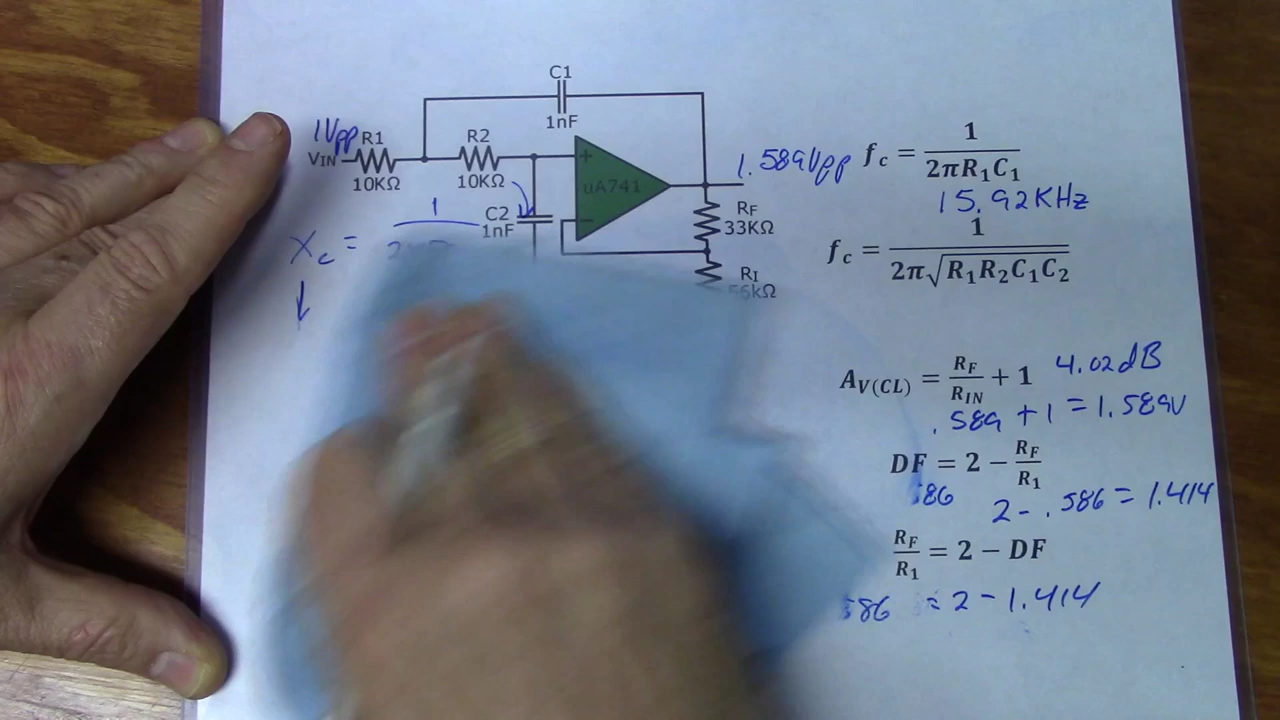 C1
1nF
1Vpp
R1
R2
VIN
10KΩ
10KΩ
+
uA741
−
1.589Vpp
C2
1nF
RF
33KΩ
RI
Xc = 1
↓
fc = 1 / 2πR1C1
15.92KHz
fc = 1 / 2π√R1R2C1C2
AV(CL) = RF/RIN + 1 4.02dB
.589 + 1 = 1.589V
DF = 2 − RF/R1
86 2 - .586 = 1.414
RF/R1 = 2 − DF
86 = 2 - 1.414